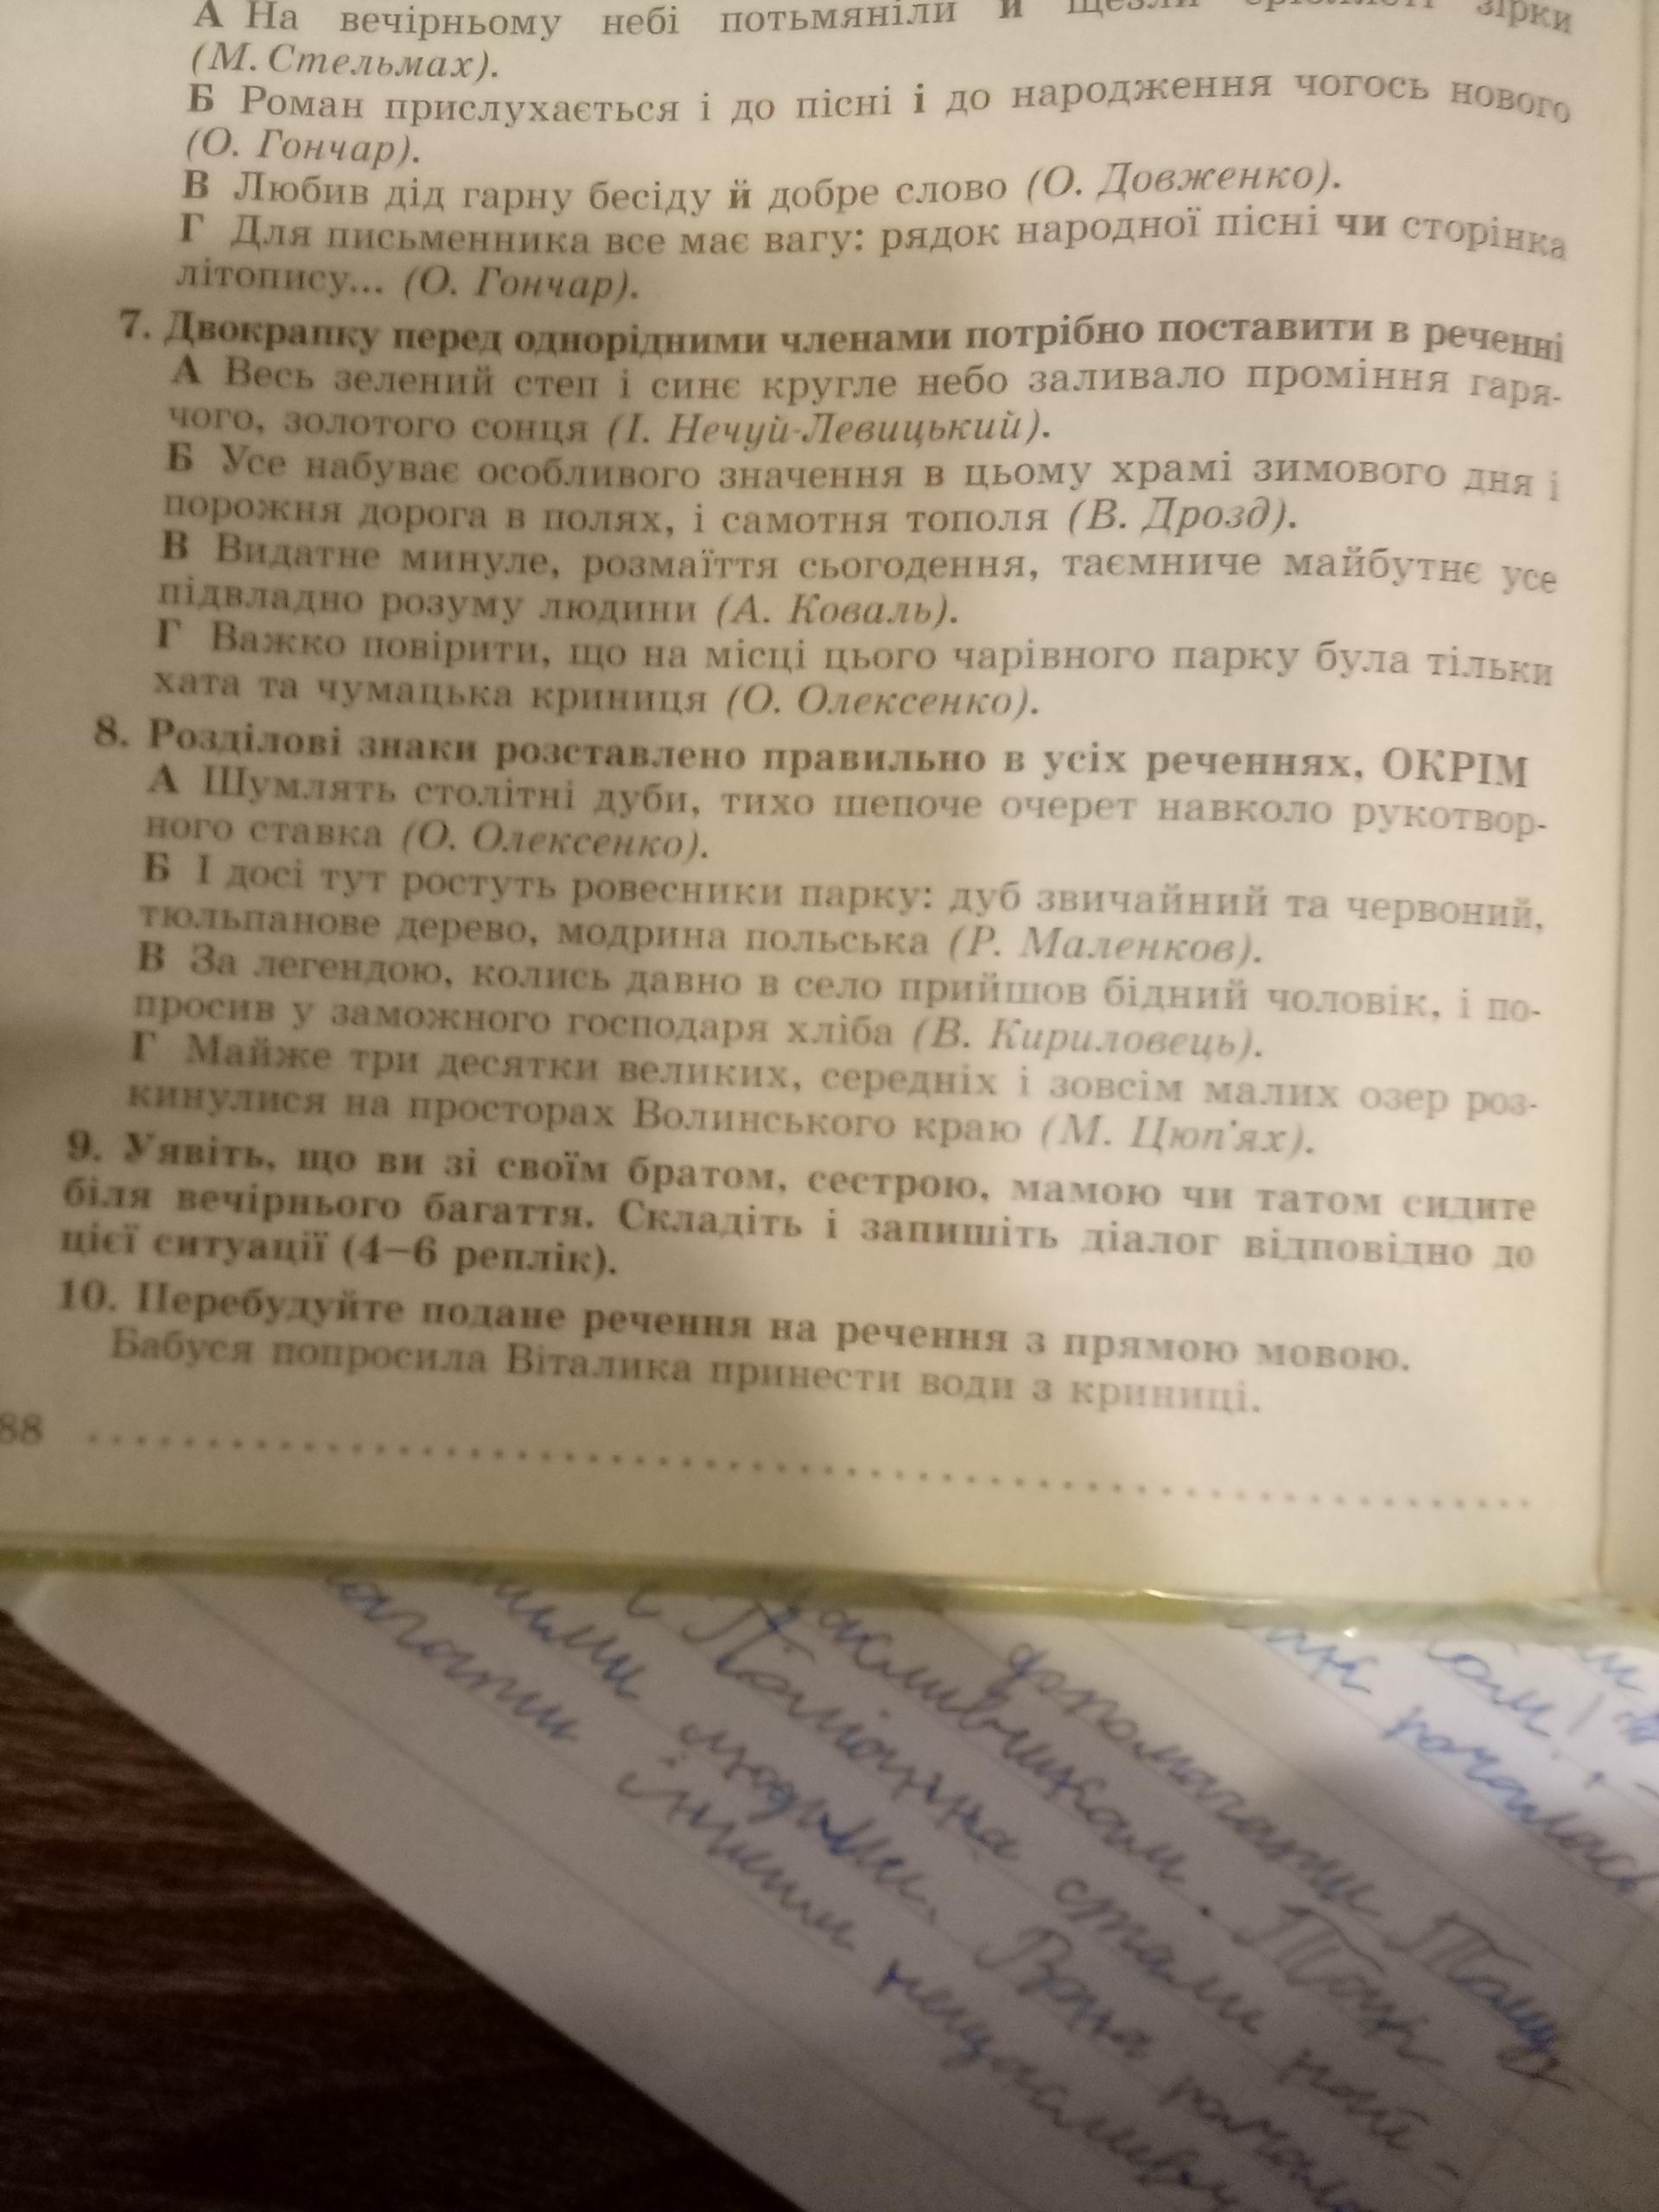 А На вечірньому небі потьмяніли й щезли зірки
(М. Стельмах).
Б Роман прислухається і до пісні і до народження чогось нового
(О. Гончар).
В Любив дід гарну бесіду й добре слово (О. Довженко).
Г Для письменника все має вагу: рядок народної пісні чи сторінка
літопису... (О. Гончар).
7. Двокрапку перед однорідними членами потрібно поставити в реченні
А Весь зелений степ і синє кругле небо заливало проміння гаря-
чого, золотого сонця (І. Нечуй-Левицький).
Б Усе набуває особливого значення в цьому храмі зимового дня і
порожня дорога в полях, і самотня тополя (В. Дрозд).
В Видатне минуле, розмаїття сьогодення, таємниче майбутнє усе
підвладно розуму людини (А. Коваль).
Г Важко повірити, що на місці цього чарівного парку була тільки
хата та чумацька криниця (О. Олексенко).
8. Розділові знаки розставлено правильно в усіх реченнях, ОКРІМ
А Шумлять столітні дуби, тихо шепоче очерет навколо рукотвор-
ного ставка (О. Олексенко).
Б І досі тут ростуть ровесники парку: дуб звичайний та червоний,
тюльпанове дерево, модрина польська (Р. Маленков).
В За легендою, колись давно в село прийшов бідний чоловік, і по-
просив у заможного господаря хліба (В. Кириловець).
Г Майже три десятки великих, середніх і зовсім малих озер роз-
кинулися на просторах Волинського краю (М. Цюп'ях).
9. Уявіть, що ви зі своїм братом, сестрою, мамою чи татом сидите
біля вечірнього багаття. Складіть і запишіть діалог відповідно до
цієї ситуації (4–6 реплік).
10. Перебудуйте подане речення на речення з прямою мовою.
Бабуся попросила Віталика принести води з криниці.
88
почалась
допомагати
стали най-
людьми. Вона